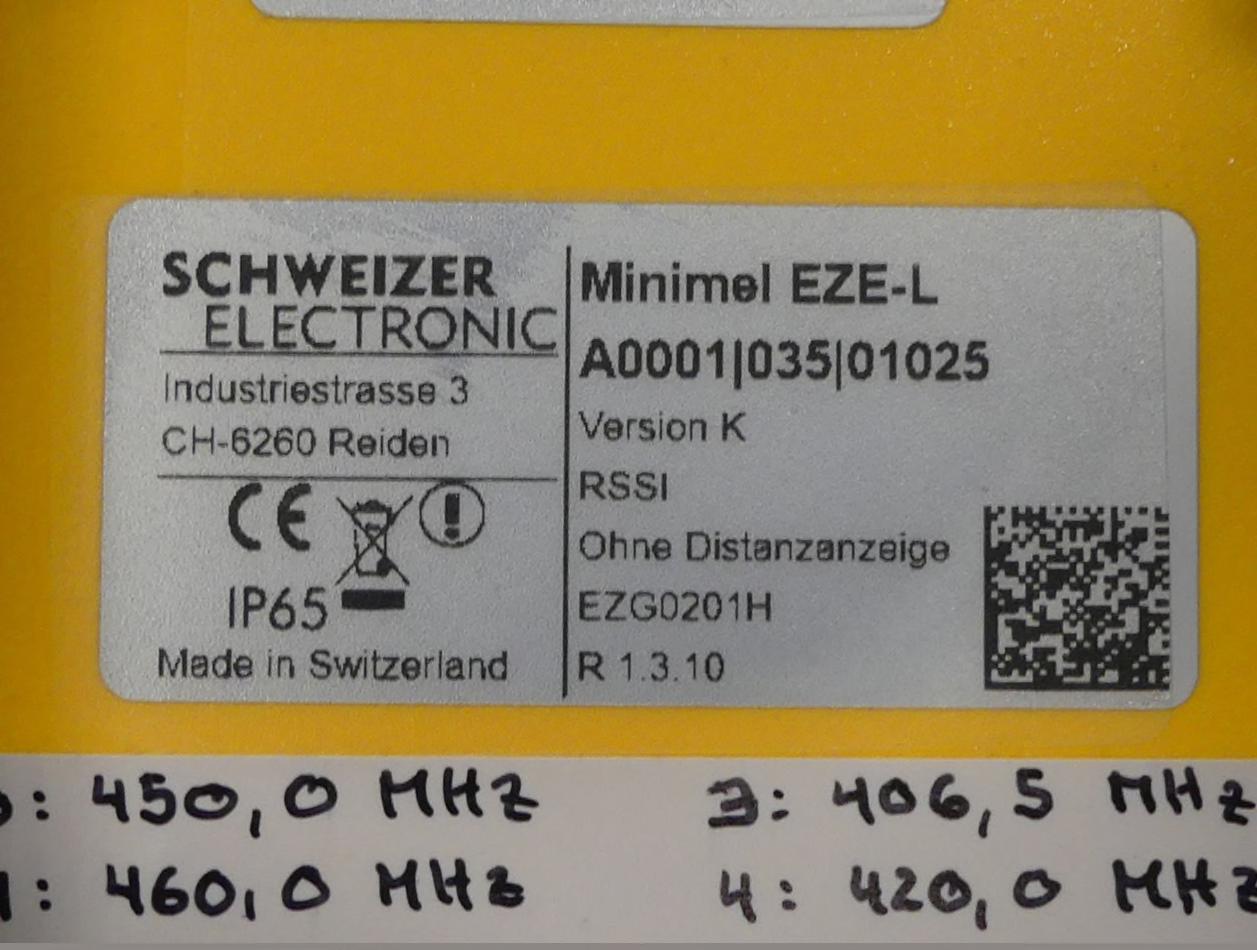 SCHWEIZER
ELECTRONIC
Industriestrasse 3
CH-6260 Reiden
CE
IP65
Made in Switzerland
Minimel EZE-L
A0001|035|01025
Version K
RSSI
Ohne Distanzanzeige
EZG0201H
R 1.3.10
: 450,0 MHz
3: 406,5 MHz
: 460,0 MHz
4: 420,0 MHz